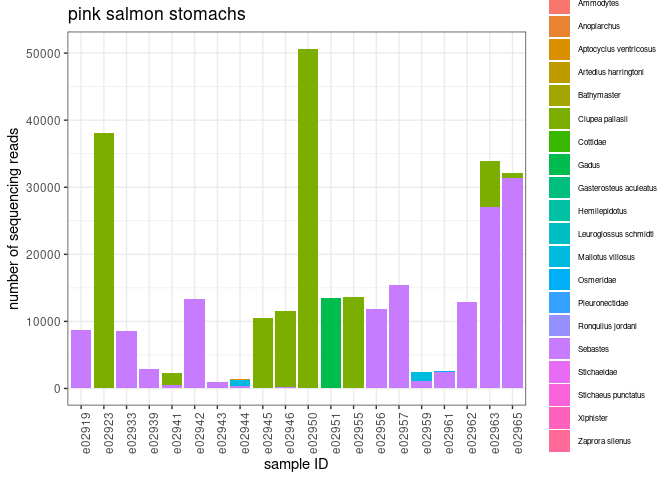 pink salmon stomachs
number of sequencing reads
50000
40000
30000
20000
10000
0
e02919
e02923
e02933
e02939
e02941
e02942
e02943
e02944
e02945
e02946
e02950
e02951
e02955
e02956
e02957
e02959
e02961
e02962
e02963
e02965
sample ID
Ammodytes
Anoplarchus
Aptocyclus ventricosus
Artedius harringtoni
Bathymaster
Clupea pallasii
Cottidae
Gadus
Gasterosteus aculeatus
Hemilepidotus
Leuroglossus schmidti
Mallotus villosus
Osmeridae
Pleuronectidae
Ronquilus jordani
Sebastes
Stichaeidae
Stichaeus punctatus
Xiphister
Zaprora silenus